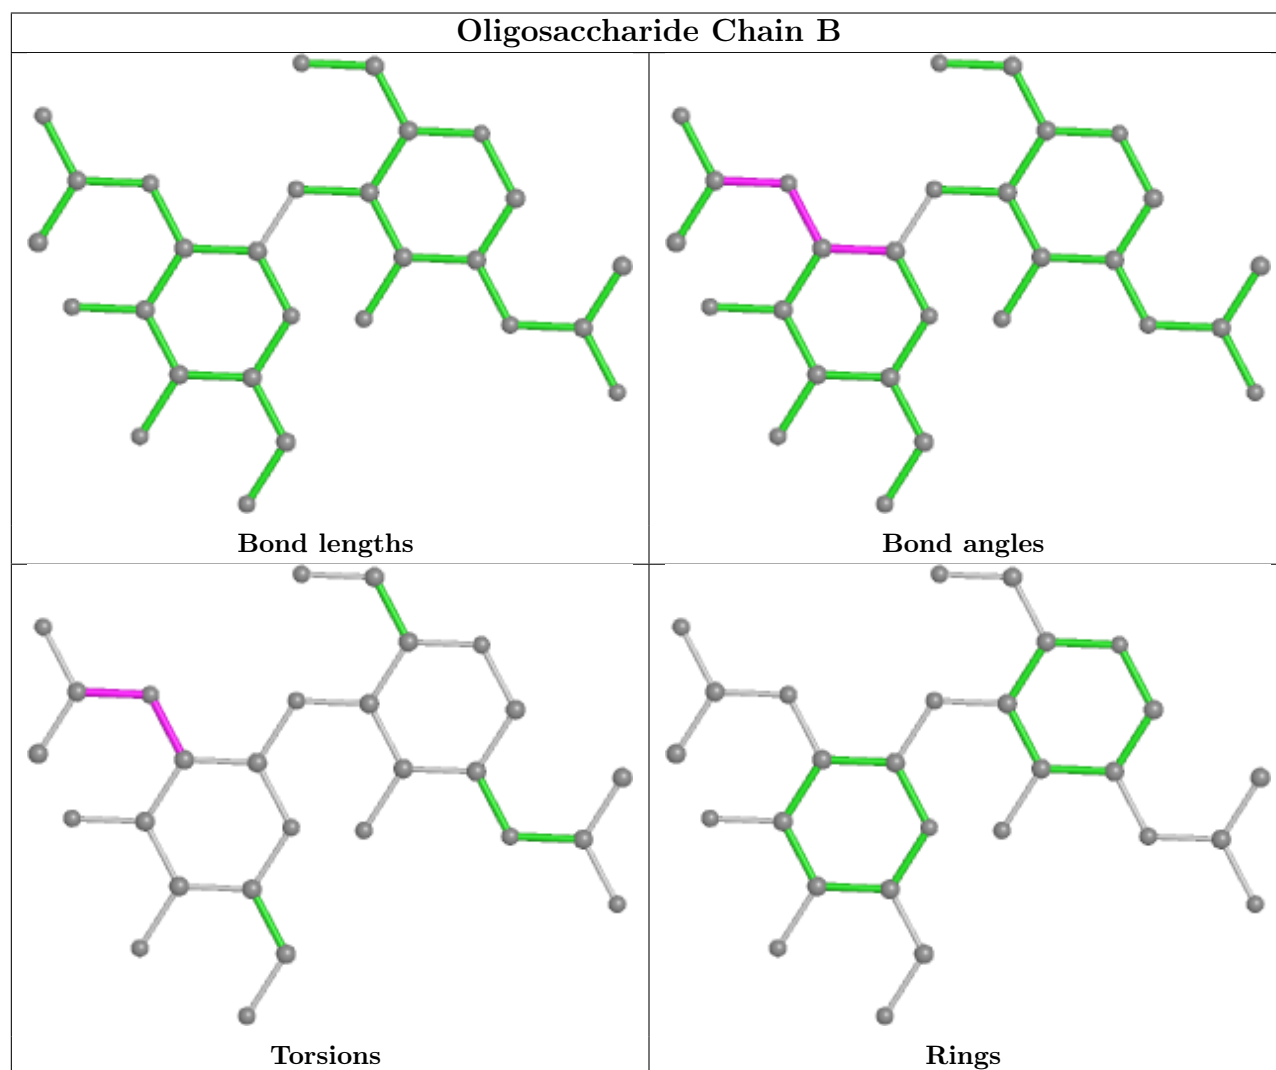 Oligosaccharide Chain B
Bond lengths
Bond angles
Torsions
Rings